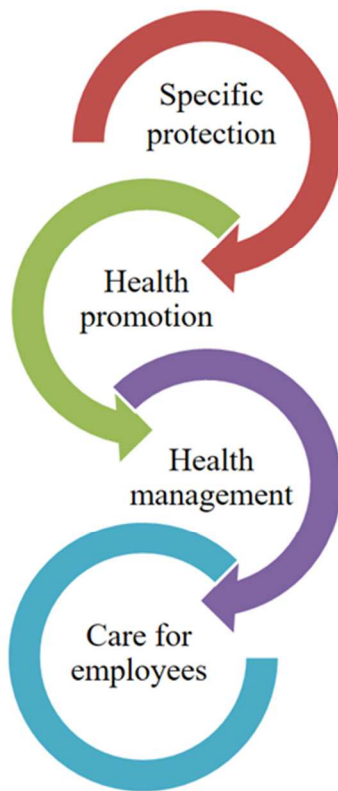 Specific
protection
Health
promotion
Health
management
Care for
employees